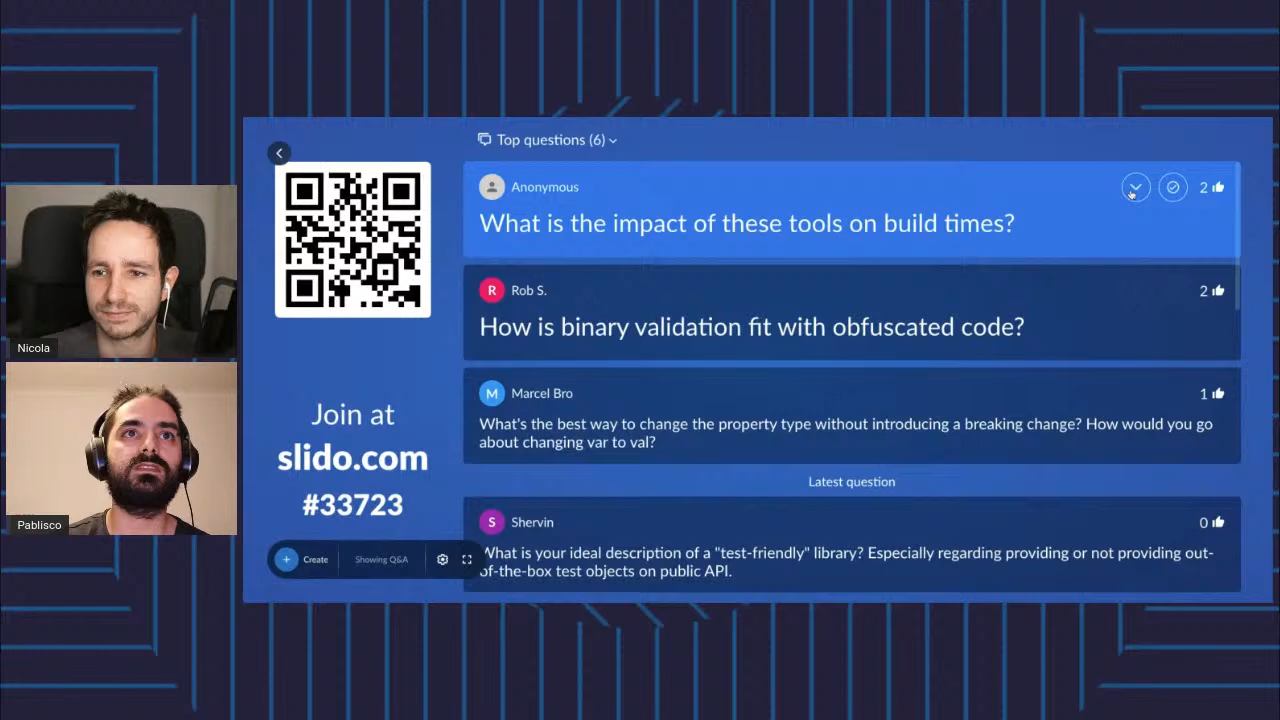 Top questions (6)
Anonymous
2
What is the impact of these tools on build times?
R
Rob S.
2
How is binary validation fit with obfuscated code?
M
Marcel Bro
1
What's the best way to change the property type without introducing a breaking change? How would you go
about changing var to val?
Latest question
S
Shervin
0
What is your ideal description of a "test-friendly" library? Especially regarding providing or not providing out-
of-the-box test objects on public API.
Join at
slido.com
#33723
Create
Showing Q&A
Nicola
Pablisco